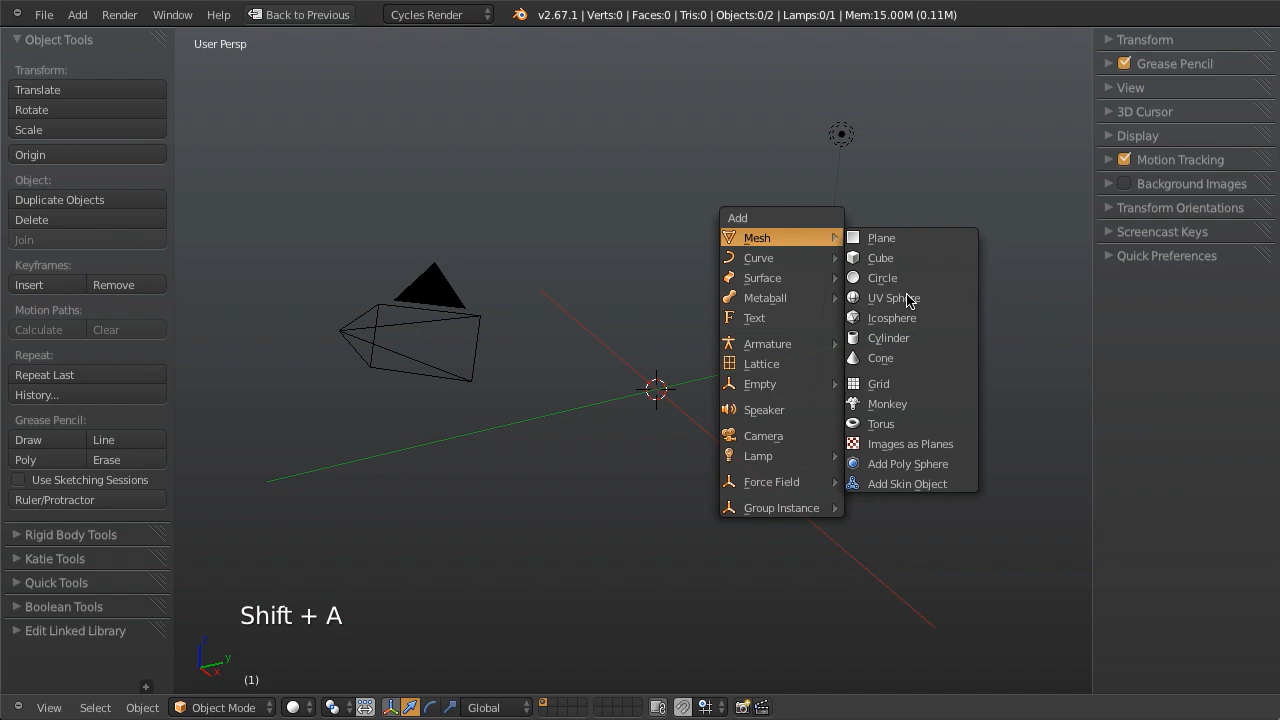 File Add Render Window Help Back to Previous Cycles Render v2.67.1 | Verts:0 | Faces:0 | Tris:0 | Objects:0/2 | Lamps:0/1 | Mem:15.00M (0.11M)
Object Tools
Transform:
Translate
Rotate
Scale
Origin
Object:
Duplicate Objects
Delete
Join
Keyframes:
Insert Remove
Motion Paths:
Calculate Clear
Repeat:
Repeat Last
History...
Grease Pencil:
Draw Line
Poly Erase
Use Sketching Sessions
Ruler/Protractor
Rigid Body Tools
Katie Tools
Quick Tools
Boolean Tools
Edit Linked Library
User Persp
Add
Mesh
Curve
Surface
Metaball
Text
Armature
Lattice
Empty
Speaker
Camera
Lamp
Force Field
Group Instance
Plane
Cube
Circle
UV Sphere
Icosphere
Cylinder
Cone
Grid
Monkey
Torus
Images as Planes
Add Poly Sphere
Add Skin Object
Shift + A
z
y
x
(1)
Transform
Grease Pencil
View
3D Cursor
Display
Motion Tracking
Background Images
Transform Orientations
Screencast Keys
Quick Preferences
View Select Object Object Mode Global